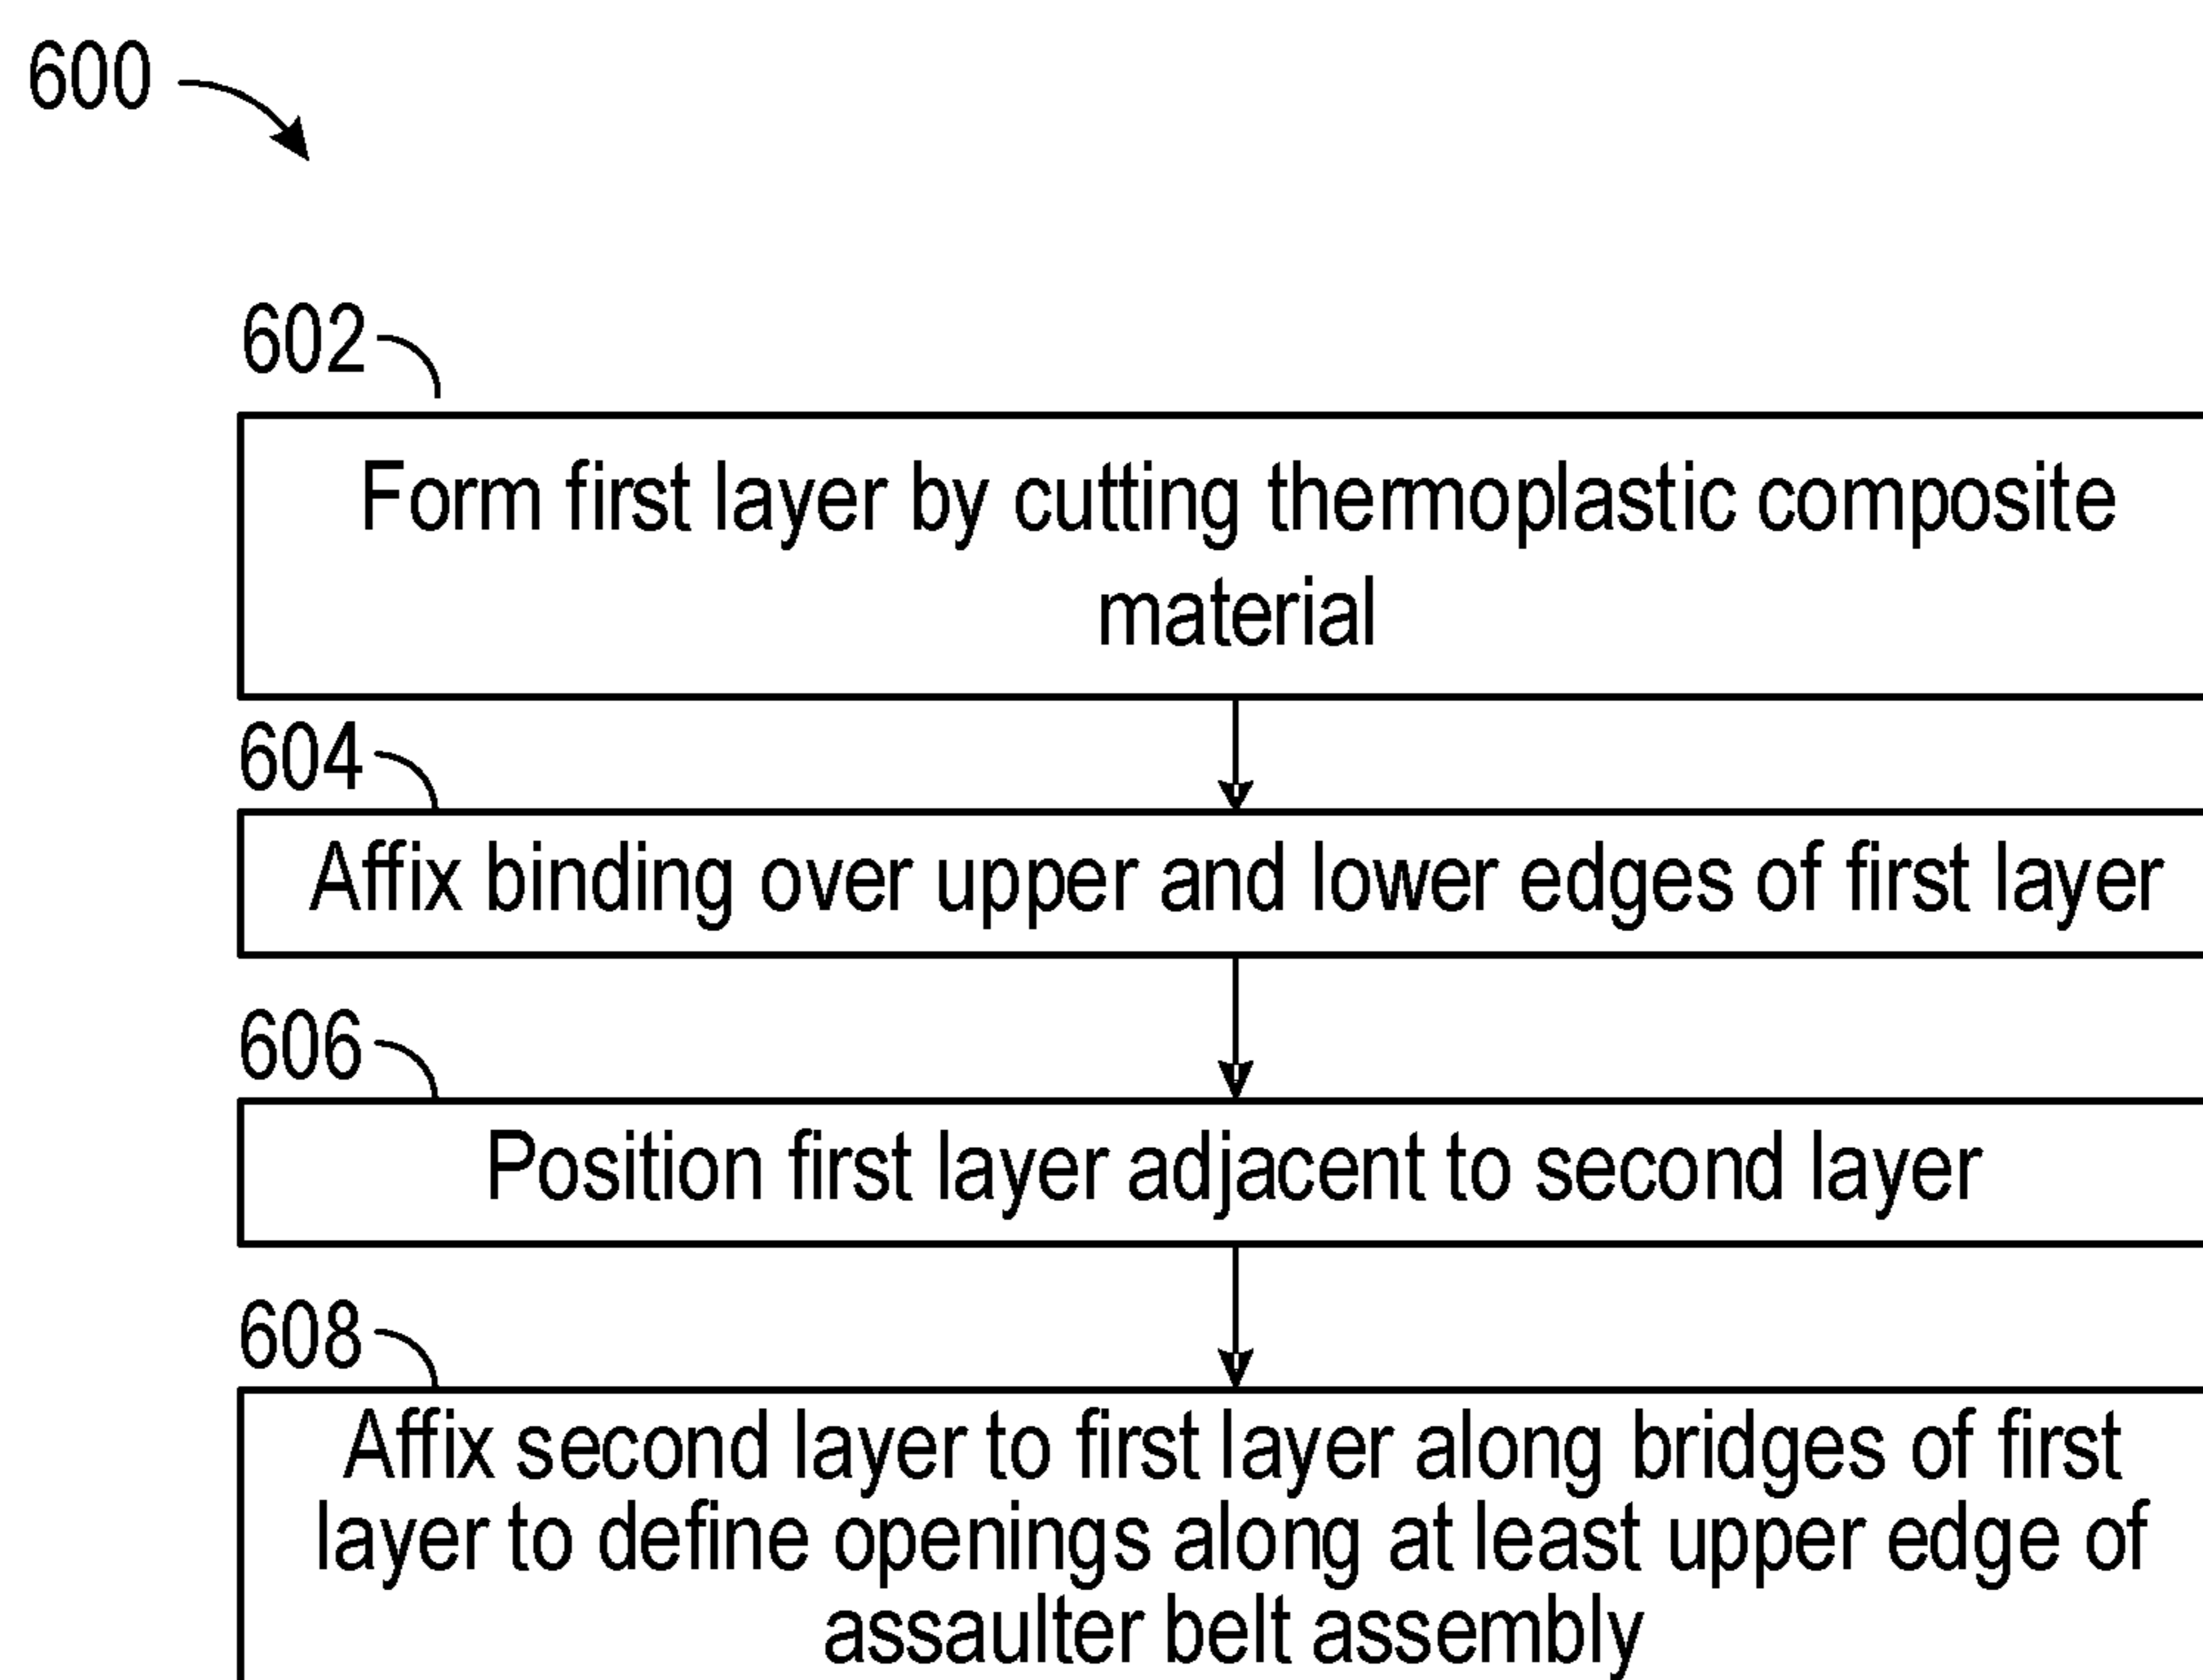 600
602
Form first layer by cutting thermoplastic composite
material
604
Affix binding over upper and lower edges of first layer
606
Position first layer adjacent to second layer
608
Affix second layer to first layer along bridges of first
layer to define openings along at least upper edge of
assaulter belt assembly